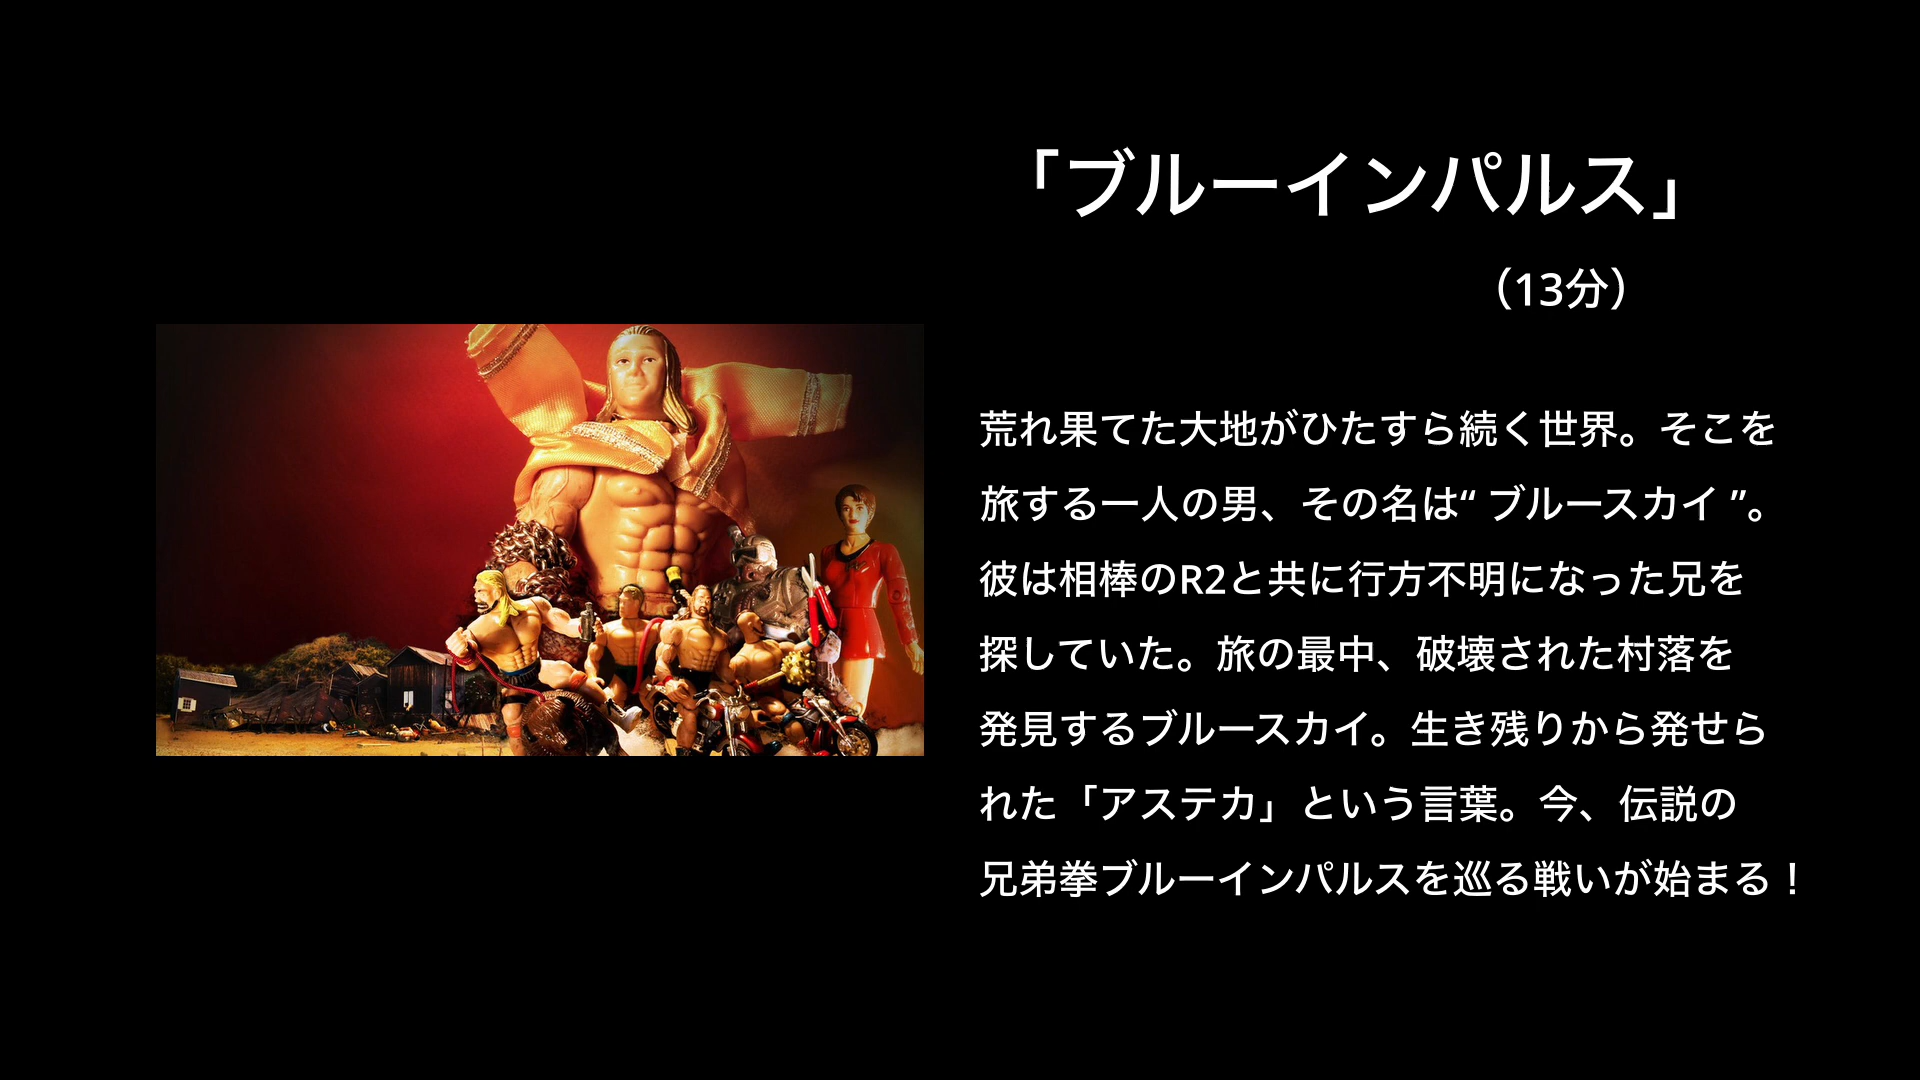 「ブルーインパルス」
（13分）
荒れ果てた大地がひたすら続く世界。そこを
旅する一人の男、その名は“ ブルースカイ ”。
彼は相棒のR2と共に行方不明になった兄を
探していた。旅の最中、破壊された村落を
発見するブルースカイ。生き残りから発せら
れた「アステカ」という言葉。今、伝説の
兄弟拳ブルーインパルスを巡る戦いが始まる！